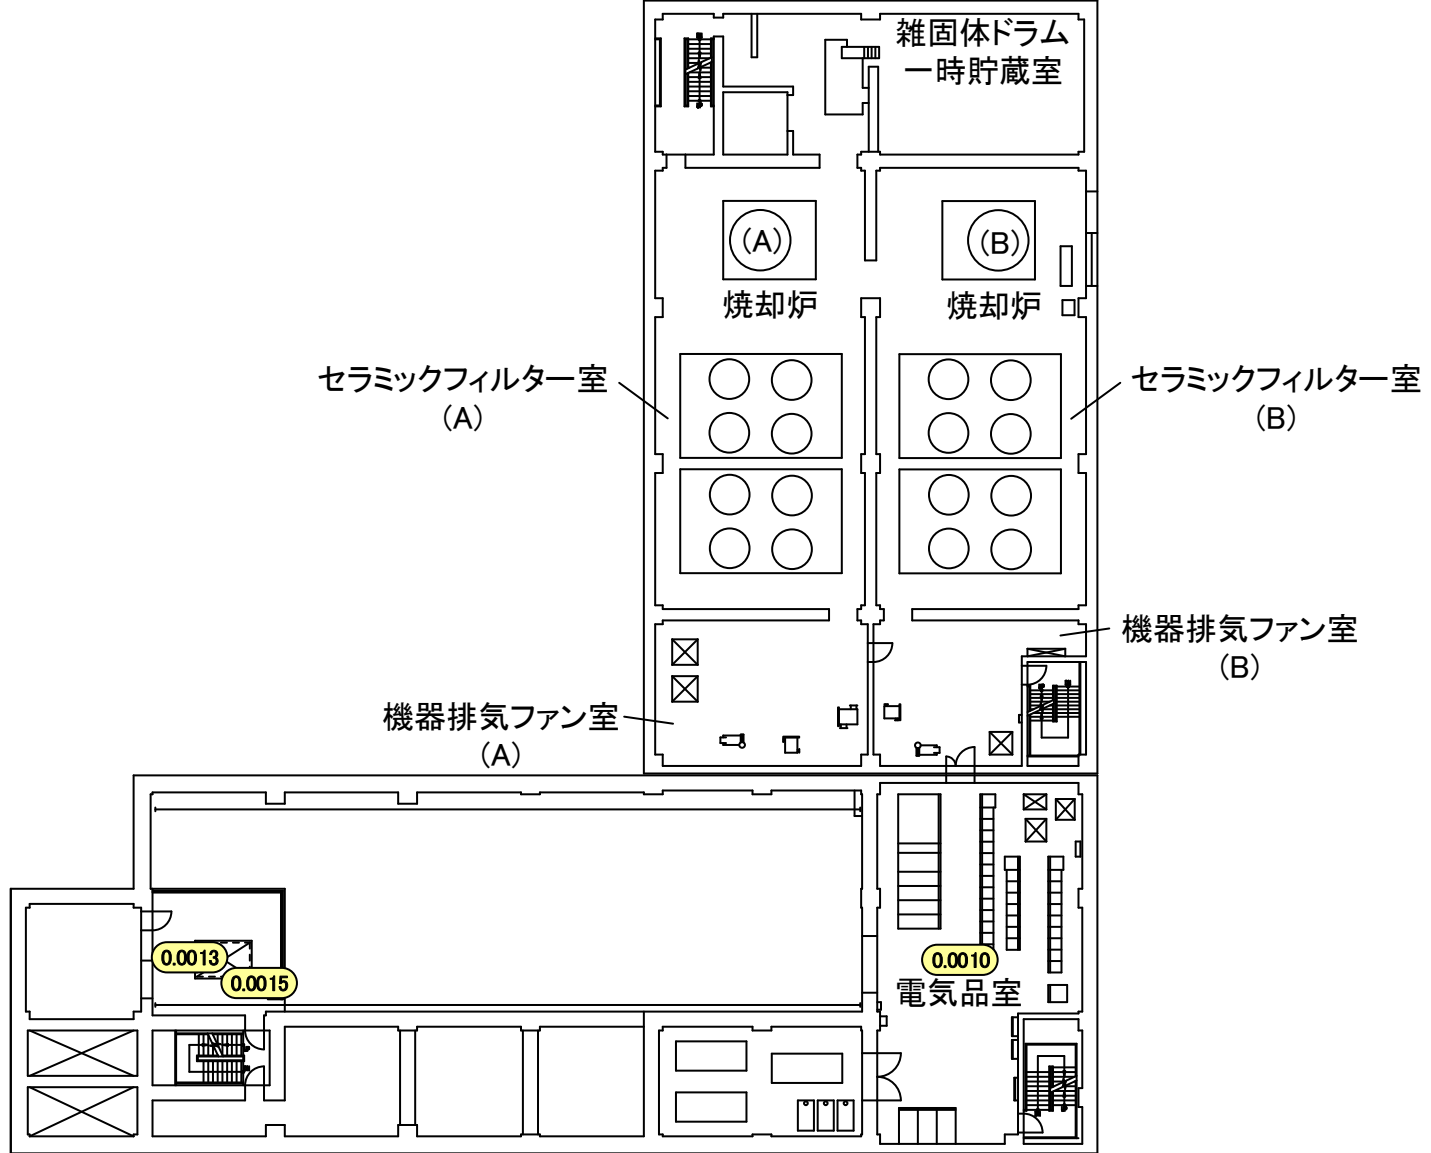 雑固体ドラム
一時貯蔵室
(A)
(B)
焼却炉
焼却炉
セラミックフィルター室
(A)
セラミックフィルター室
(B)
機器排気ファン室
(B)
機器排気ファン室
(A)
0.0013
0.0015
0.0010
電気品室